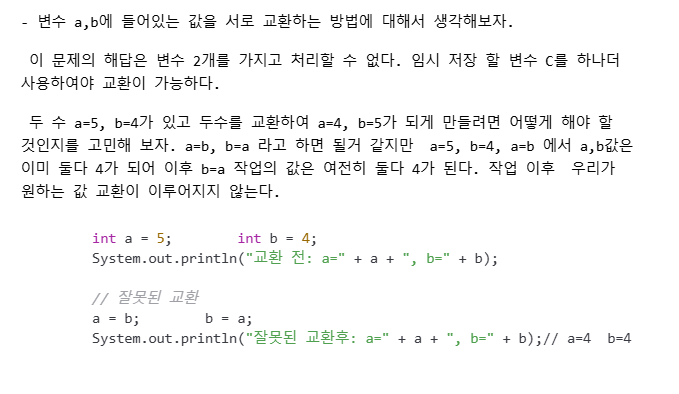 - 변수 a,b에 들어있는 값을 서로 교환하는 방법에 대해서 생각해보자.
이 문제의 해답은 변수 2개를 가지고 처리할 수 없다. 임시 저장 할 변수 C를 하나더
사용하여야 교환이 가능하다.
두 수 a=5, b=4가 있고 두수를 교환하여 a=4, b=5가 되게 만들려면 어떻게 해야 할
것인지를 고민해 보자. a=b, b=a 라고 하면 될거 같지만  a=5, b=4, a=b 에서 a,b값은
이미 둘다 4가 되어 이후 b=a 작업의 값은 여전히 둘다 4가 된다. 작업 이후  우리가
원하는 값 교환이 이루어지지 않는다.
int a = 5;        int b = 4;
System.out.println("교환 전: a=" + a + ", b=" + b);
// 잘못된 교환
a = b;        b = a;
System.out.println("잘못된 교환후: a=" + a + ", b=" + b);// a=4  b=4